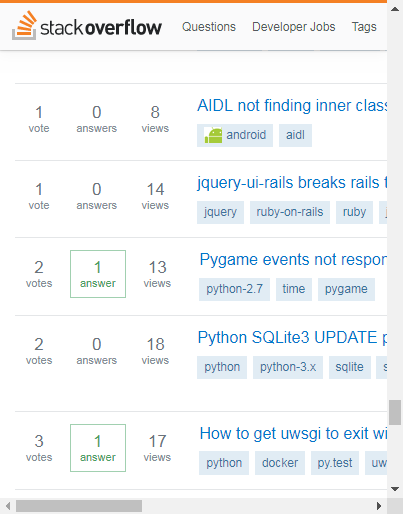 stackoverflow Questions Developer Jobs Tags
1 0 8 AIDL not finding inner clas
vote answers views
android aidl
1 0 14 jquery-ui-rails breaks rails
vote answers views
jquery ruby-on-rails ruby
2 1 13 Pygame events not respon
votes answer views
python-2.7 time pygame
2 0 18 Python SQLite3 UPDATE
votes answers views
python python-3.x sqlite
3 1 17 How to get uwsgi to exit wi
votes answer views
python docker py.test uw